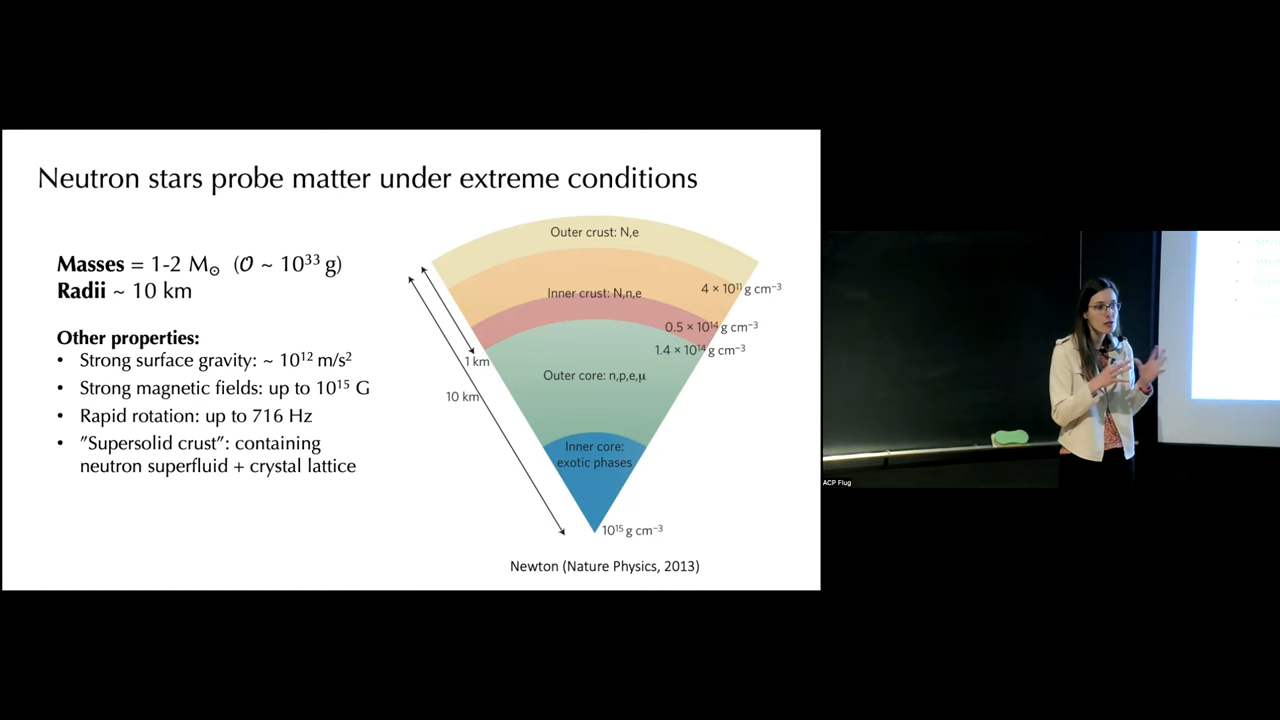 Neutron stars probe matter under extreme conditions
Masses = 1-2 M⊙ (O ~ 10³³ g)
Radii ~ 10 km
Other properties:
• Strong surface gravity: ~ 10¹² m/s²
• Strong magnetic fields: up to 10¹⁵ G
• Rapid rotation: up to 716 Hz
• ”Supersolid crust”: containing
neutron superfluid + crystal lattice
Outer crust: N,e
4 × 10¹¹ g cm⁻³
Inner crust: N,n,e
0.5 × 10¹⁴ g cm⁻³
1.4 × 10¹⁴ g cm⁻³
1 km
Outer core: n,p,e,μ
10 km
Inner core:
exotic phases
10¹⁵ g cm⁻³
Newton (Nature Physics, 2013)
ACP Flug